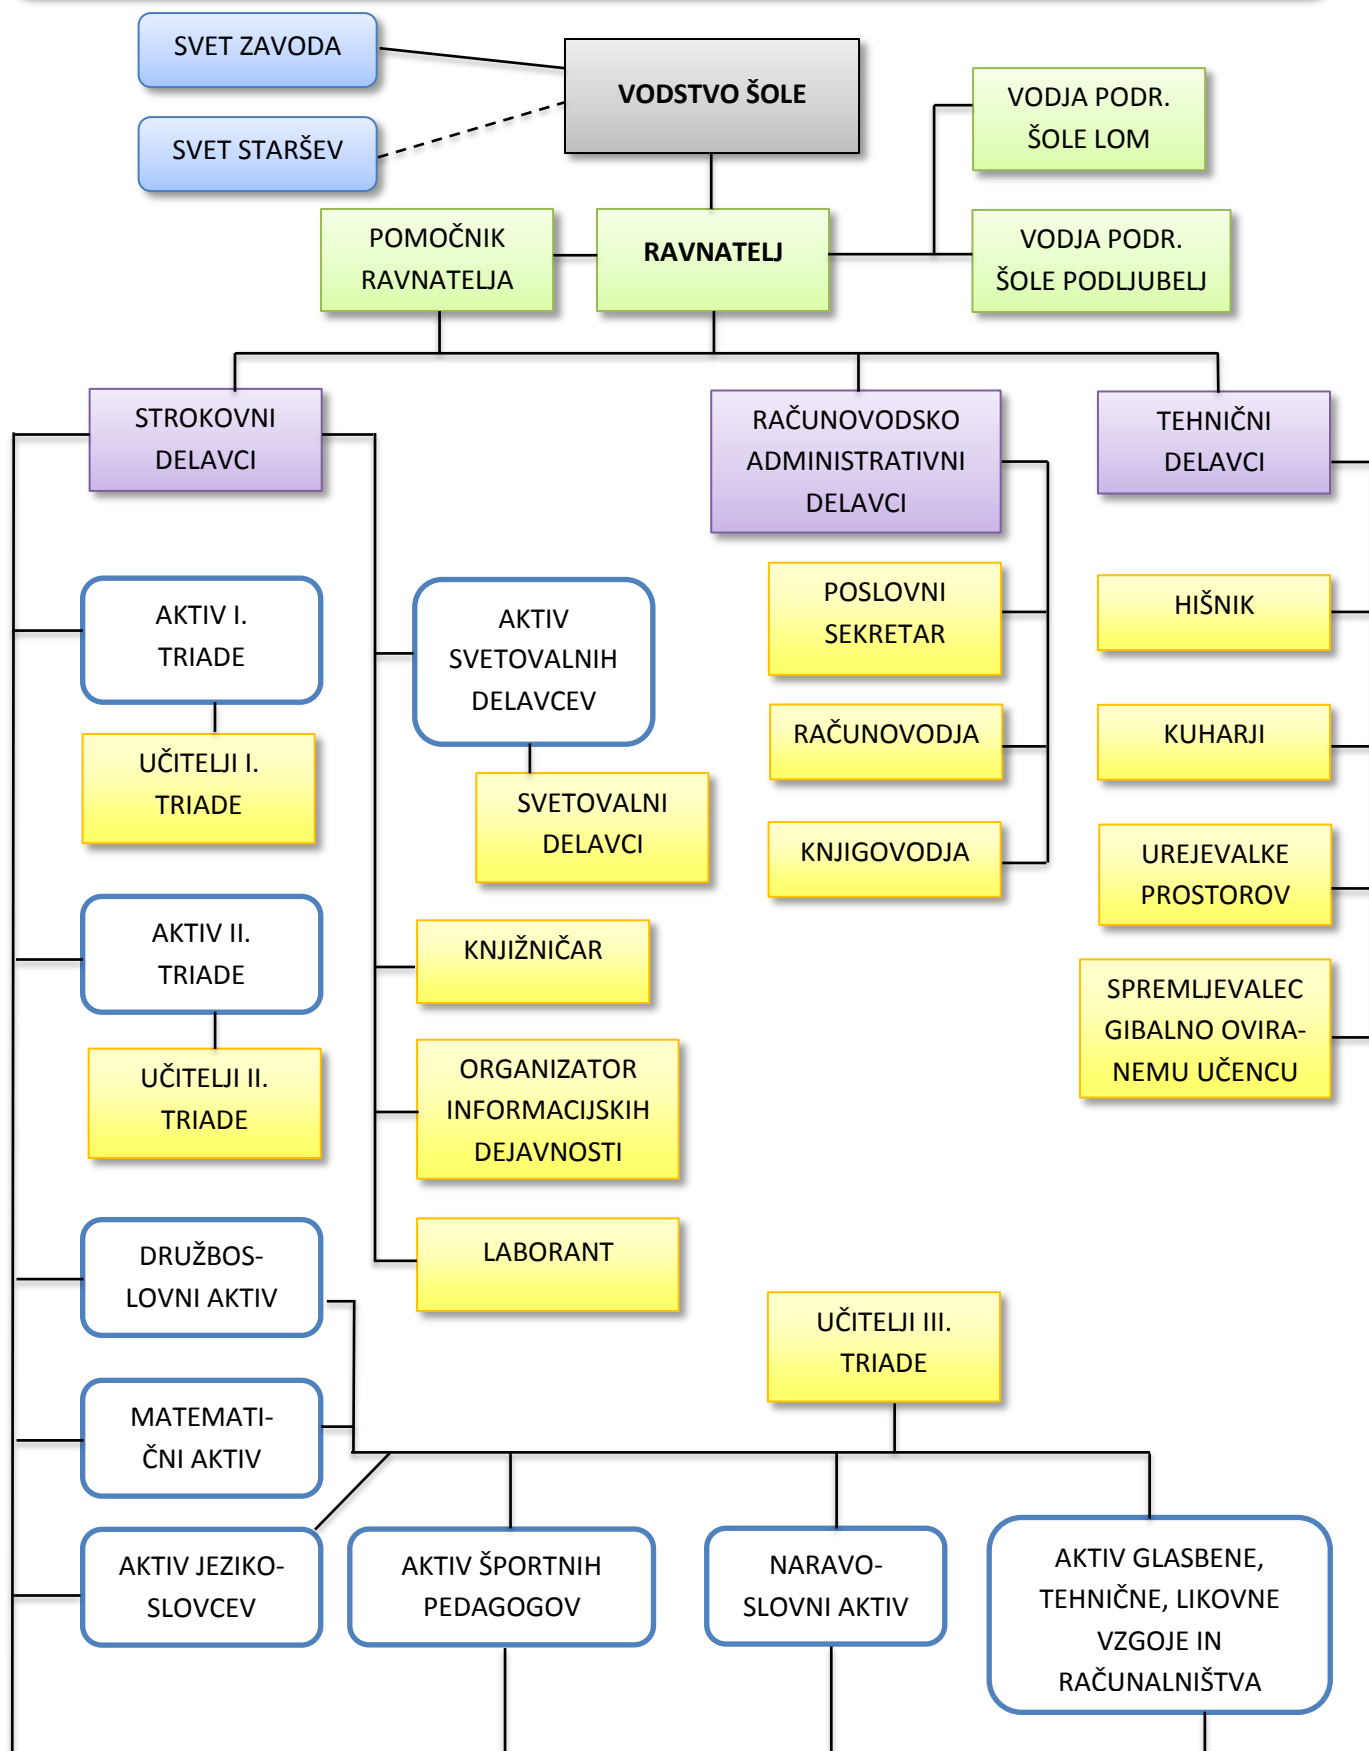 SVET ZAVODA
VODSTVO ŠOLE
SVET STARŠEV
VODJA PODR.
ŠOLE LOM
POMOČNIK
RAVNATELJA
RAVNATELJ
VODJA PODR.
ŠOLE PODLJUBELJ
STROKOVNI
DELAVCI
RAČUNOVODSKO
ADMINISTRATIVNI
DELAVCI
TEHNIČNI
DELAVCI
AKTIV I.
TRIADE
UČITELJI I.
TRIADE
AKTIV II.
TRIADE
UČITELJI II.
TRIADE
AKTIV
SVETOVALNIH
DELAVCEV
SVETOVALNI
DELAVCI
KNJIŽNIČAR
ORGANIZATOR
INFORMACIJSKIH
DEJAVNOSTI
LABORANT
POSLOVNI
SEKRETAR
RAČUNOVODJA
KNJIGOVODJA
HIŠNIK
KUHARJI
UREJEVALKE
PROSTOROV
SPREMLJEVALEC
GIBALNO OVIRA-
NEMU UČENCU
DRUŽBOS-
LOVNI AKTIV
UČITELJI III.
TRIADE
MATEMATI-
ČNI AKTIV
AKTIV JEZIKO-
SLOVCEV
AKTIV ŠPORTNIH
PEDAGOGOV
NARAVO-
SLOVNI AKTIV
AKTIV GLASBENE,
TEHNIČNE, LIKOVNE
VZGOJE IN
RAČUNALNIŠTVA